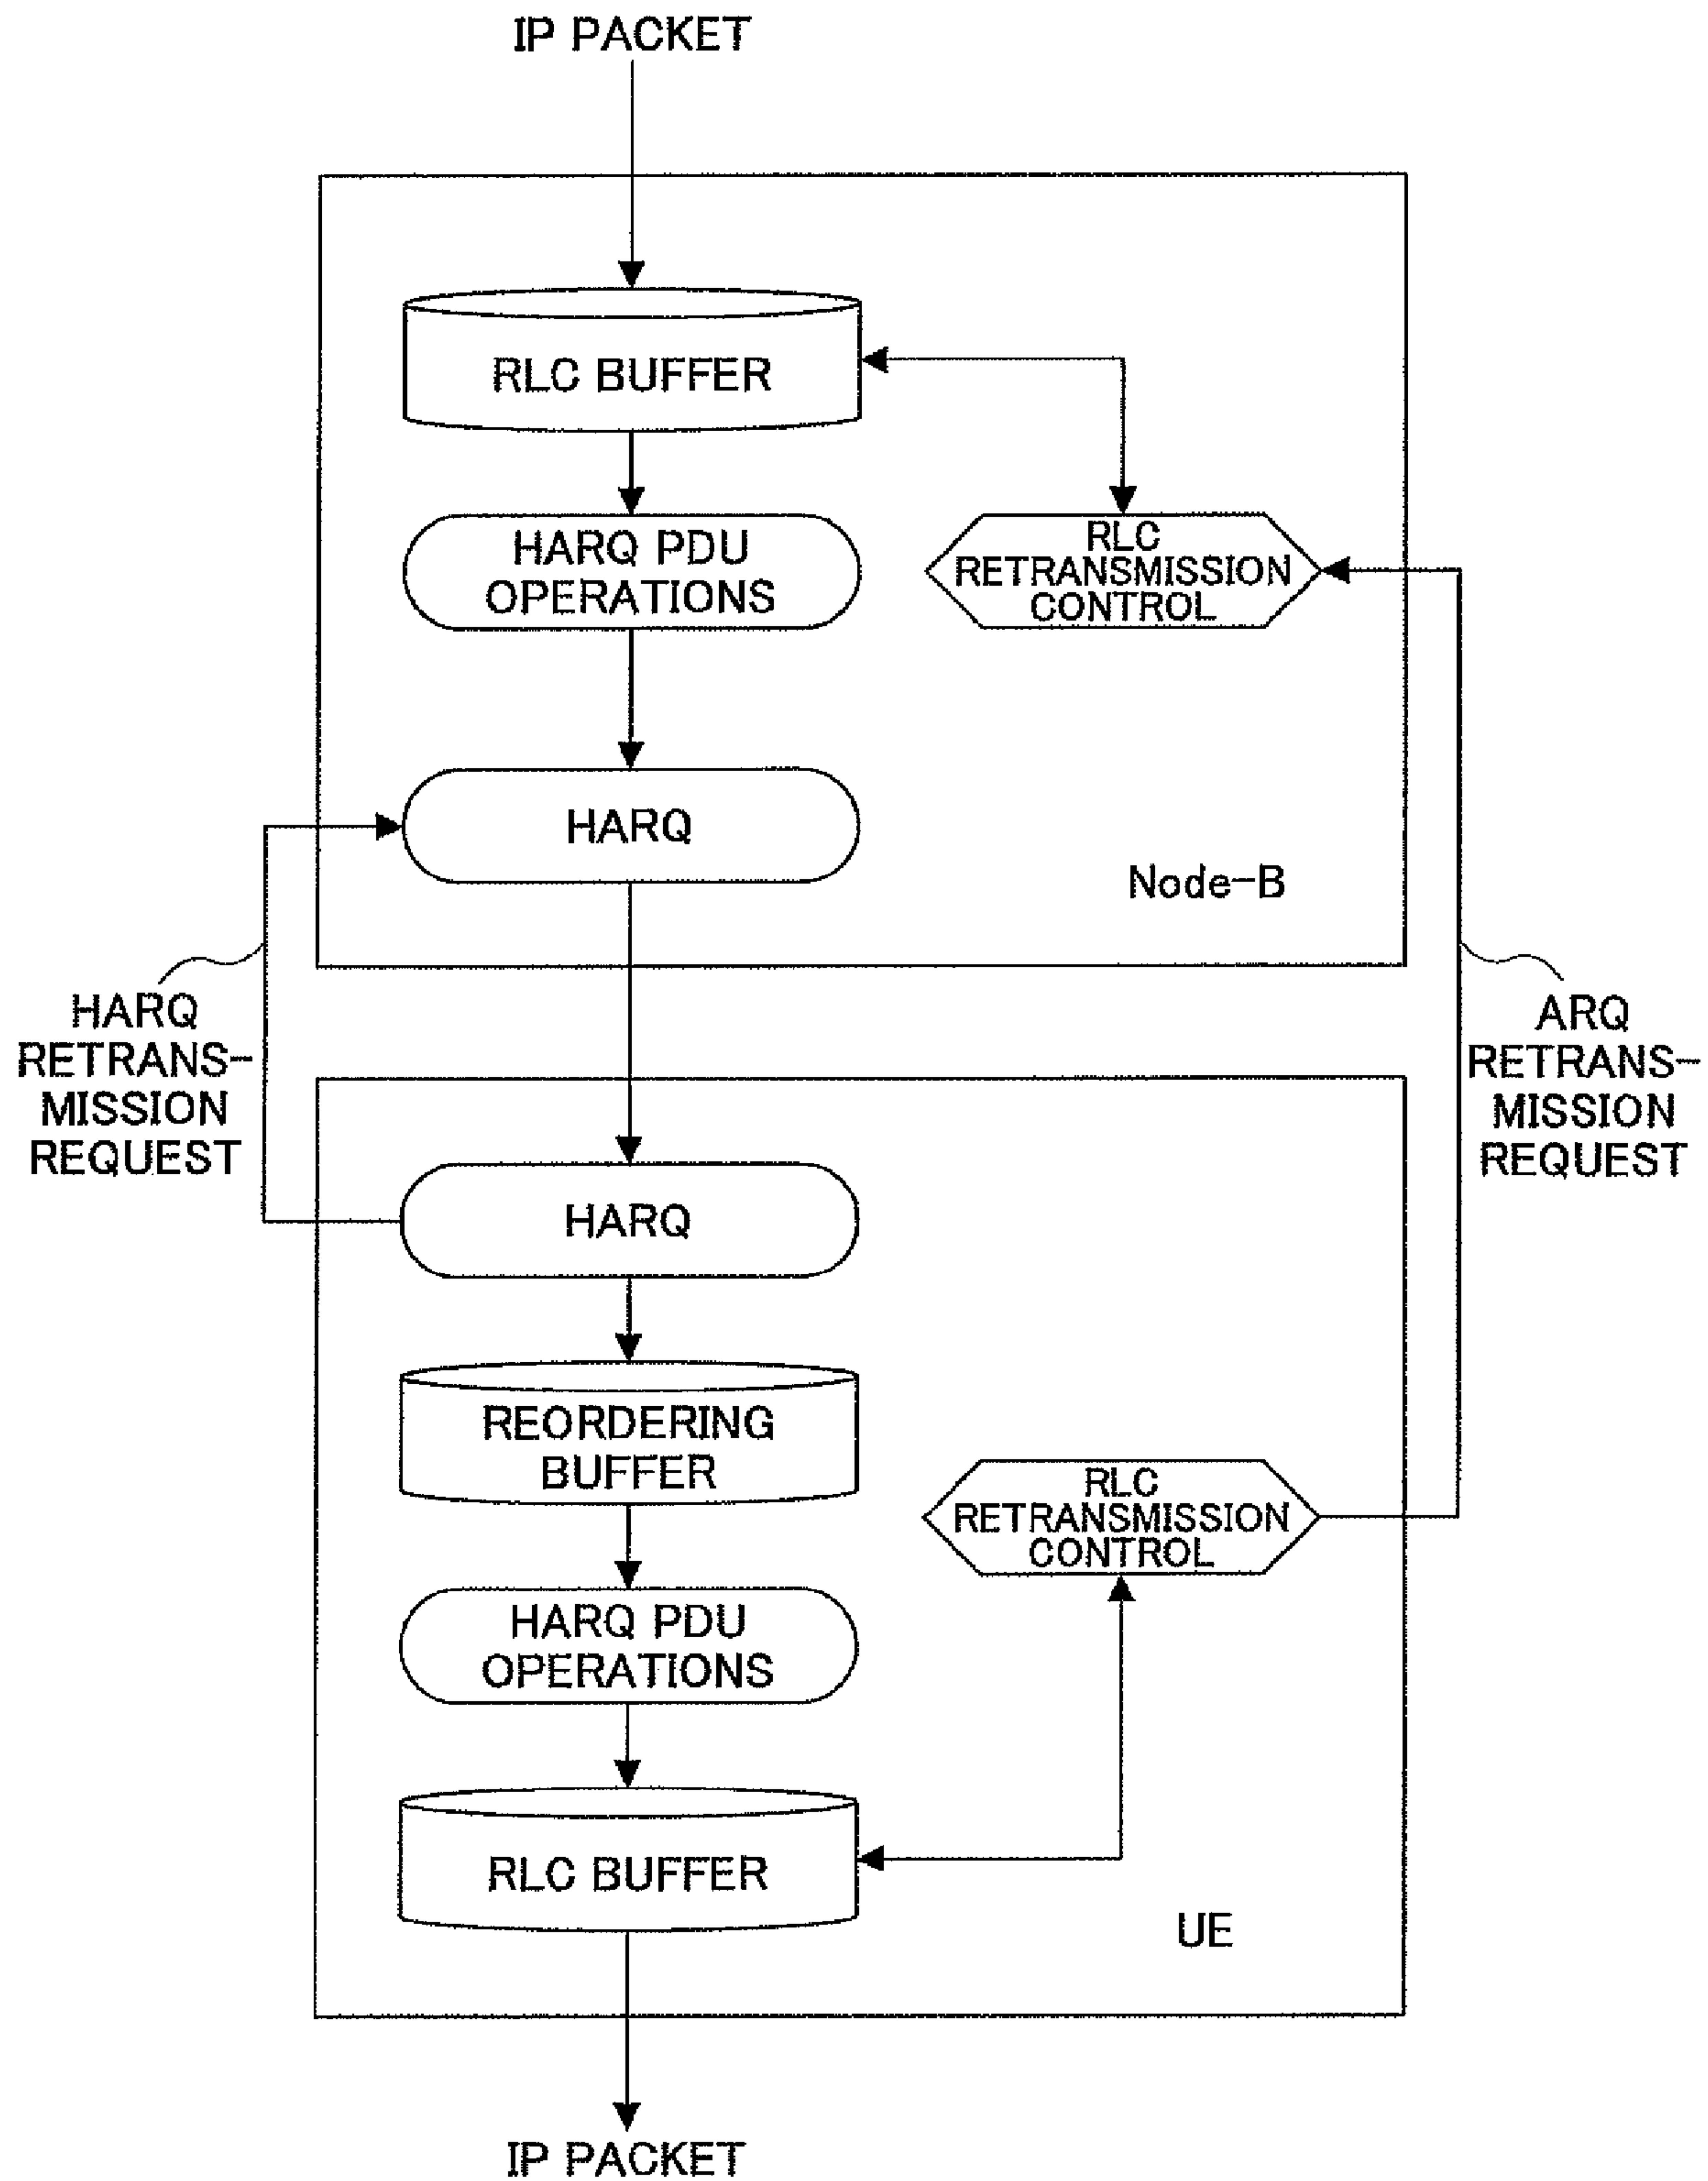 IP PACKET
RLC BUFFER
HARQ PDU
OPERATIONS
RLC
RETRANSMISSION
CONTROL
HARQ
Node-B
HARQ
RETRANS-
MISSION
REQUEST
ARQ
RETRANS-
MISSION
REQUEST
HARQ
REORDERING
BUFFER
RLC
RETRANSMISSION
CONTROL
HARQ PDU
OPERATIONS
RLC BUFFER
UE
IP PACKET